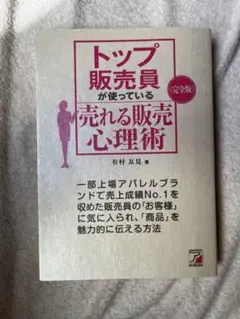 トップ
販売員
が使っている
〈完全版〉
売れる販売
心理術
有村友見 著
一部上場アパレルブラ
ンドで売上成績No.1を
収めた販売員の「お客様」
に気に入られ、「商品」を
魅力的に伝える方法